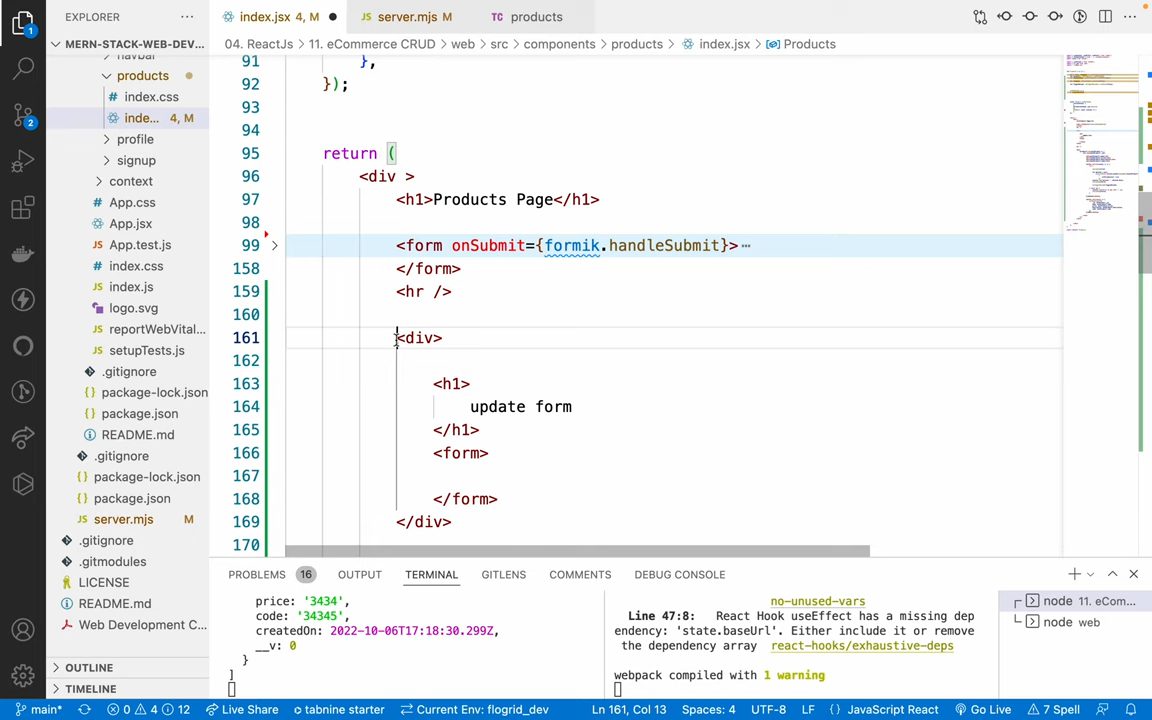 EXPLORER
index.jsx 4, M
server.mjs M
products
MERN-STACK-WEB-DEV...
04. ReactJs > 11. eCommerce CRUD > web > src > components > products > index.jsx > Products
navbar
products
index.css
inde... 4, M
profile
signup
context
App.css
App.jsx
App.test.js
index.css
index.js
logo.svg
reportWebVital...
setupTests.js
.gitignore
package-lock.json
package.json
README.md
.gitignore
package-lock.json
package.json
server.mjs M
.gitignore
.gitmodules
LICENSE
README.md
Web Development C...
OUTLINE
TIMELINE
91 },
92 });
93
94
95 return (
96 <div >
97 <h1>Products Page</h1>
98
99 <form onSubmit={formik.handleSubmit}>
158 </form>
159 <hr />
160
161 <div>
162
163 <h1>
164 update form
165 </h1>
166 <form>
167
168 </form>
169 </div>
170
PROBLEMS 16 OUTPUT TERMINAL GITLENS COMMENTS DEBUG CONSOLE
price: '3434',
code: '34345',
createdOn: 2022-10-06T17:18:30.299Z,
__v: 0
}
]
no-unused-vars
Line 47:8: React Hook useEffect has a missing dep
endency: 'state.baseUrl'. Either include it or remove
the dependency array react-hooks/exhaustive-deps
webpack compiled with 1 warning
node 11. eCom...
node web
1
2
main* 0 4 12 Live Share tabnine starter Current Env: flogrid_dev Ln 161, Col 13 Spaces: 4 UTF-8 LF {} JavaScript React Go Live 7 Spell